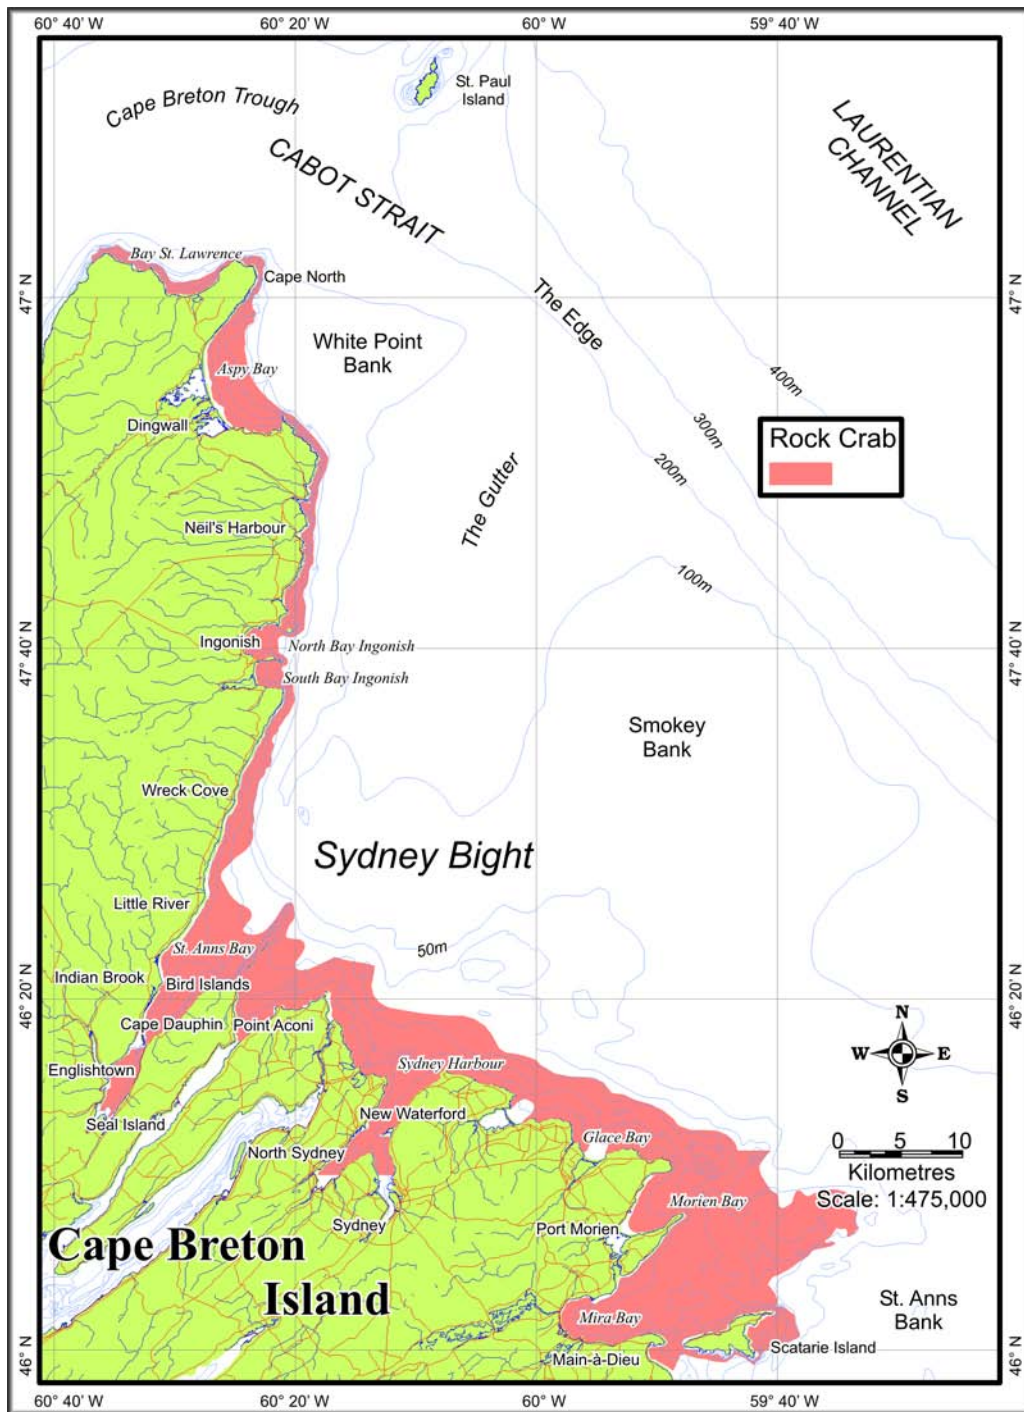 60° 40' W
60° 20'
60° W
59° 40'
St. Paul
Island
Cape Breton Trough
LAURENTIAN
CHANNEL
CABOT STRAIT
Bay St. Lawrence
Cape North
47° N
47° N
The Edge
White Point
Bank
Aspy Bay
400m
Dingwall
300m
Rock Crab
200m
The Gutter
Neil's Harbour
100m
Ingonish
North Bay Ingonish
47° 40'
47° 40'
South Bay Ingonish
Smokey
Bank
Wreck Cove
Sydney Bight
Little River
St. Anns Bay
50m
Indian Brook
Bird Islands
46° 20' N
46° 20' N
Cape Dauphin
Point Aconi
N
W
E
S
Englishtown
Sydney Harbour
Seal Island
New Waterford
Glace Bay
0 5 10
Kilometres
Scale: 1:475,000
North Sydney
Morien Bay
Sydney
Port Morien
Cape Breton
Island
St. Anns
Bank
Mira Bay
Scatarie Island
Main-à-Dieu
46° N
46° N
60° 40' W
60° 20'
60° W
59° 40'